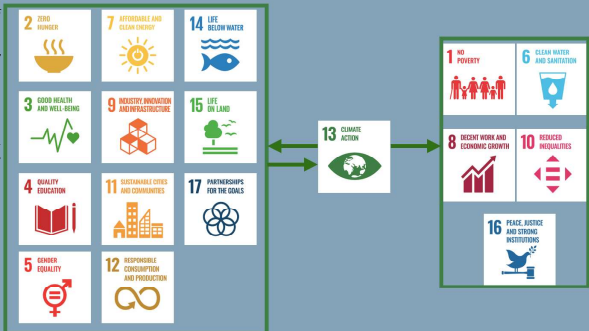 2 ZERO
HUNGER
7 AFFORDABLE AND
CLEAN ENERGY
14 LIFE
BELOW WATER
3 GOOD HEALTH
AND WELL-BEING
9 INDUSTRY, INNOVATION
AND INFRASTRUCTURE
15 LIFE
ON LAND
4 QUALITY
EDUCATION
11 SUSTAINABLE CITIES
AND COMMUNITIES
17 PARTNERSHIPS
FOR THE GOALS
5 GENDER
EQUALITY
12 RESPONSIBLE
CONSUMPTION
AND PRODUCTION
13 CLIMATE
ACTION
1 NO
POVERTY
6 CLEAN WATER
AND SANITATION
8 DECENT WORK AND
ECONOMIC GROWTH
10 REDUCED
INEQUALITIES
16 PEACE, JUSTICE
AND STRONG
INSTITUTIONS